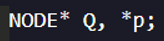 NODE* Q, *p;